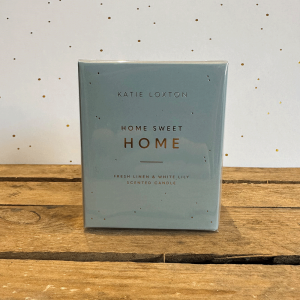 KATIE LOXTON
HOME SWEET
HOME
FRESH LINEN & WHITE LILY
SCENTED CANDLE